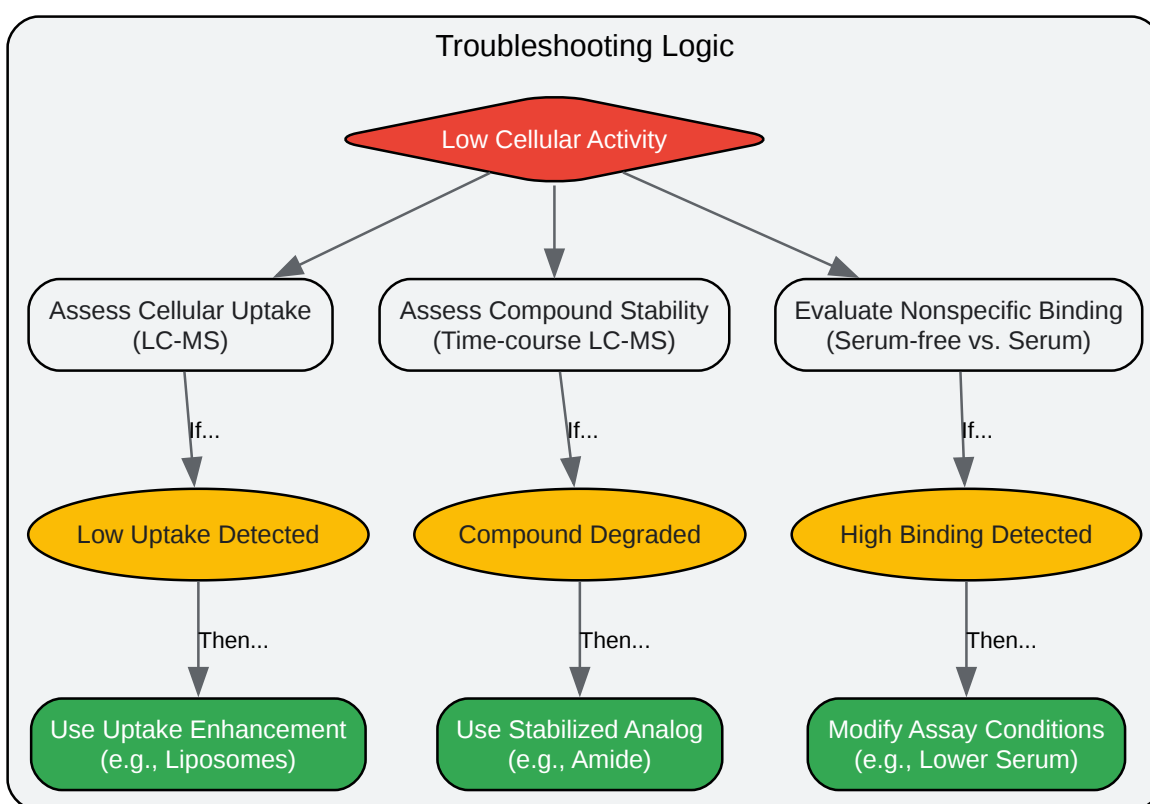 Troubleshooting Logic
Low Cellular Activity
Assess Cellular Uptake
(LC-MS)
Assess Compound Stability
(Time-course LC-MS)
Evaluate Nonspecific Binding
(Serum-free vs. Serum)
If...
If...
If...
Low Uptake Detected
Compound Degraded
High Binding Detected
Then...
Then...
Then...
Use Uptake Enhancement
(e.g., Liposomes)
Use Stabilized Analog
(e.g., Amide)
Modify Assay Conditions
(e.g., Lower Serum)